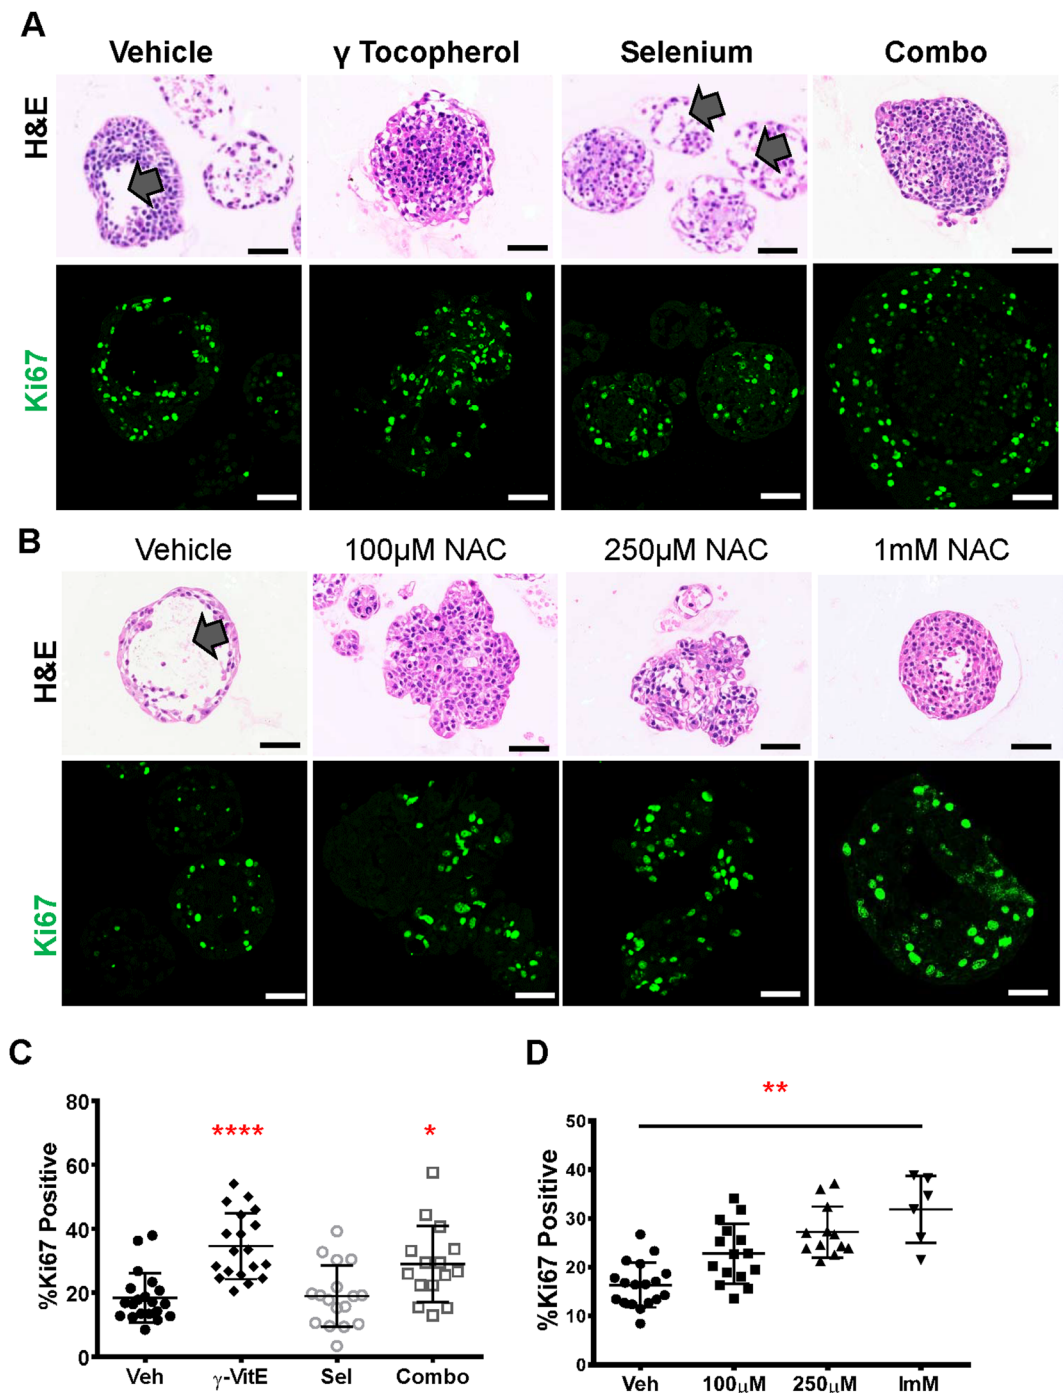 A
Vehicle γ Tocopherol Selenium Combo
H&E
Ki67
B
Vehicle 100μM NAC 250μM NAC 1mM NAC
H&E
Ki67
C
%Ki67 Positive
80
60
40
20
0
**** *
Veh γ-VitE Sel Combo
D
%Ki67 Positive
**
50
40
30
20
10
0
Veh 100μM 250μM lmM